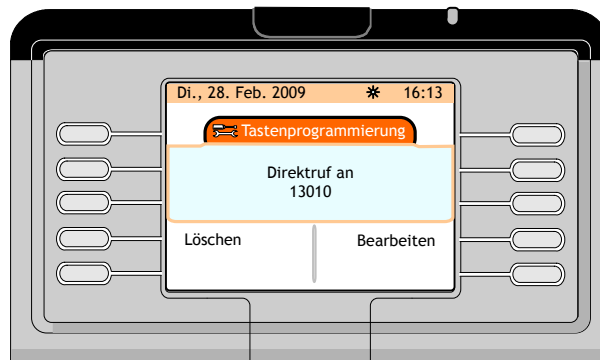 Di., 28. Feb. 2009 16:13
Tastenprogrammierung
Direktruf an
13010
Löschen Bearbeiten